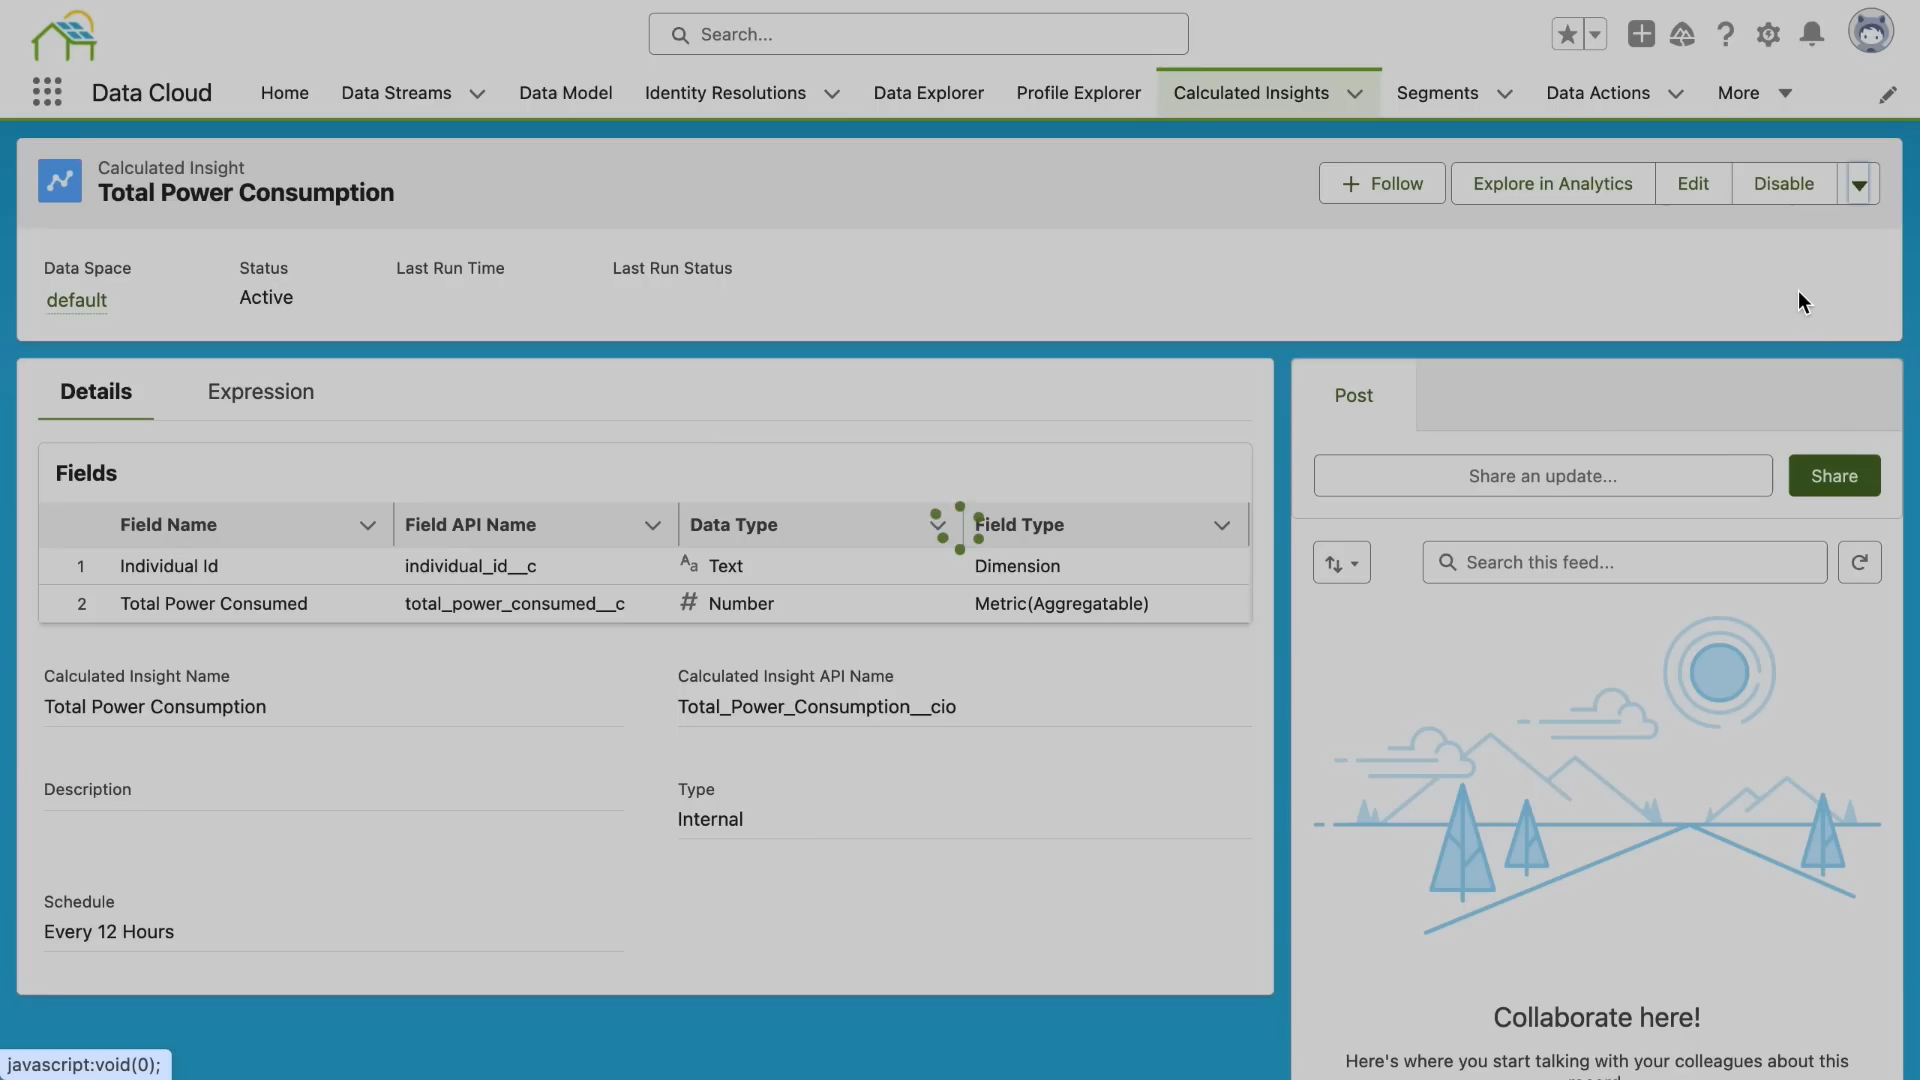 Search...
Data Cloud
Home
Data Streams
Data Model
Identity Resolutions
Data Explorer
Profile Explorer
Calculated Insights
Segments
Data Actions
More
Calculated Insight
Total Power Consumption
Follow
Explore in Analytics
Edit
Disable
Data Space
Status
Last Run Time
Last Run Status
default
Active
Details
Expression
Fields
Field Name
Field API Name
Data Type
Field Type
1 Individual Id individual_id__c Text Dimension
2 Total Power Consumed total_power_consumed__c # Number Metric(Aggregatable)
Calculated Insight Name
Total Power Consumption
Calculated Insight API Name
Total_Power_Consumption__cio
Description
Type
Internal
Schedule
Every 12 Hours
Post
Share an update...
Share
Search this feed...
Collaborate here!
Here's where you start talking with your colleagues about this
javascript:void(0);